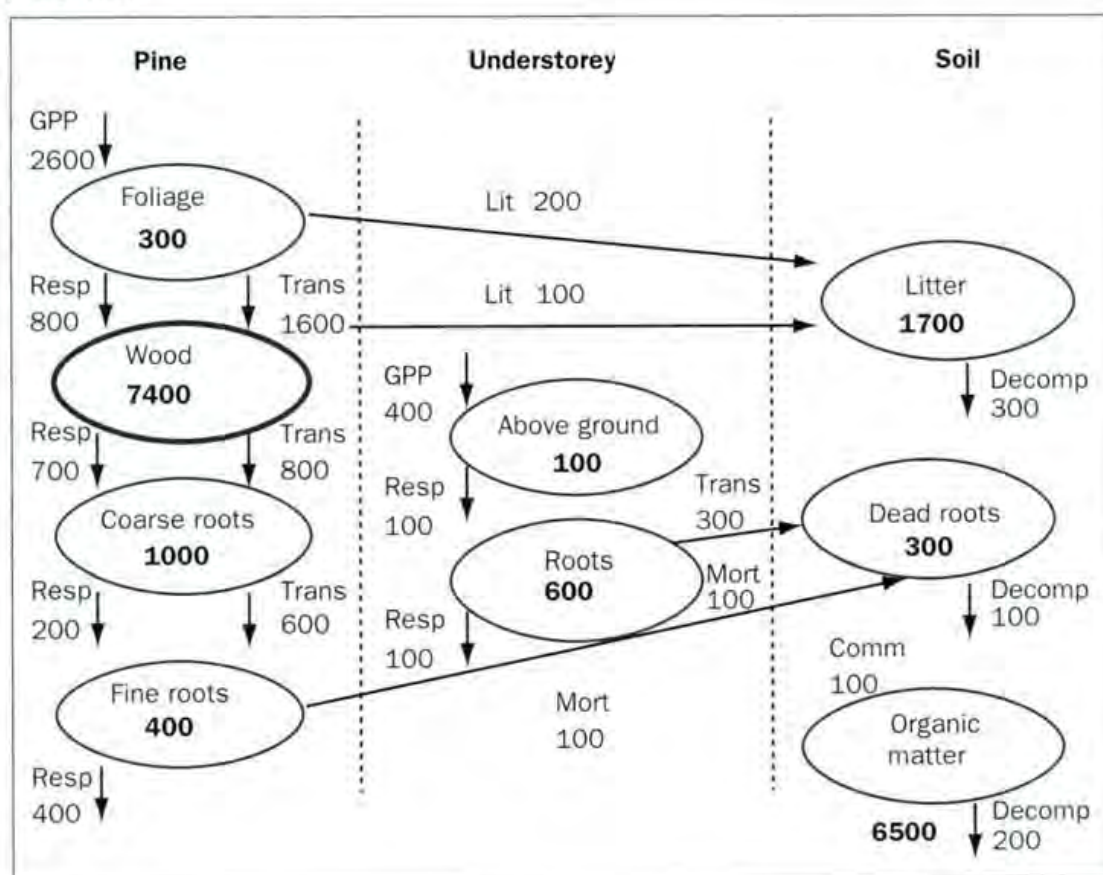 Pine
Understorey
Soil
GPP
2600
Foliage
300
Resp
800
Trans
1600
Wood
7400
Resp
700
Trans
800
Coarse roots
1000
Resp
200
Trans
600
Fine roots
400
Resp
400
Lit 200
Lit 100
GPP
400
Above ground
100
Resp
100
Trans
300
Roots
600
Mort
100
Resp
100
Mort
100
Litter
1700
Decomp
300
Dead roots
300
Decomp
100
Comm
100
Organic
matter
6500
Decomp
200